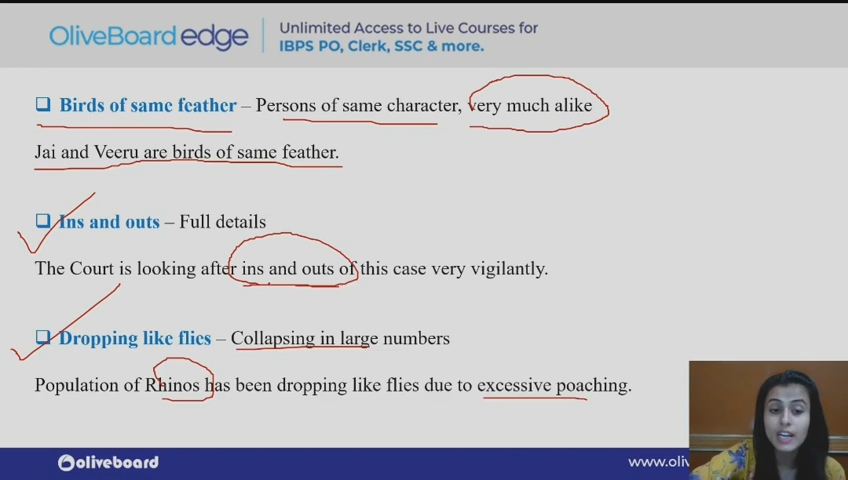 OliveBoard edge
Unlimited Access to Live Courses for
IBPS PO, Clerk, SSC & more.
Birds of same feather – Persons of same character, very much alike
Jai and Veeru are birds of same feather.
Ins and outs – Full details
The Court is looking after ins and outs of this case very vigilantly.
Dropping like flies – Collapsing in large numbers
Population of Rhinos has been dropping like flies due to excessive poaching.
oliveboard